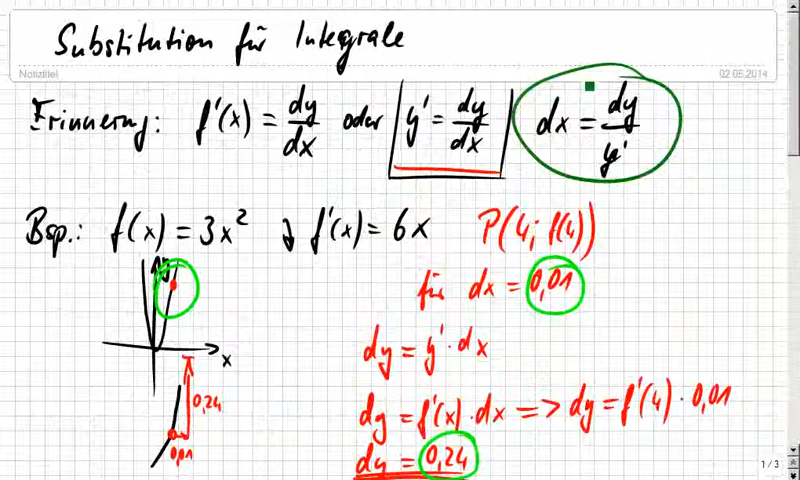 Substitution für Integrale
Notiztitel 02.05.2014
Erinnerung: f'(x) = dy/dx oder y' = dy/dx dx = dy/y'
Bsp.: f(x) = 3x² ↓ f'(x) = 6x P(4; f(4))
y
für dx = 0,01
x
dy = y' · dx
0,24
dy = f'(x) · dx => dy = f'(4) · 0,01
0,01
dy = 0,24
1 / 3